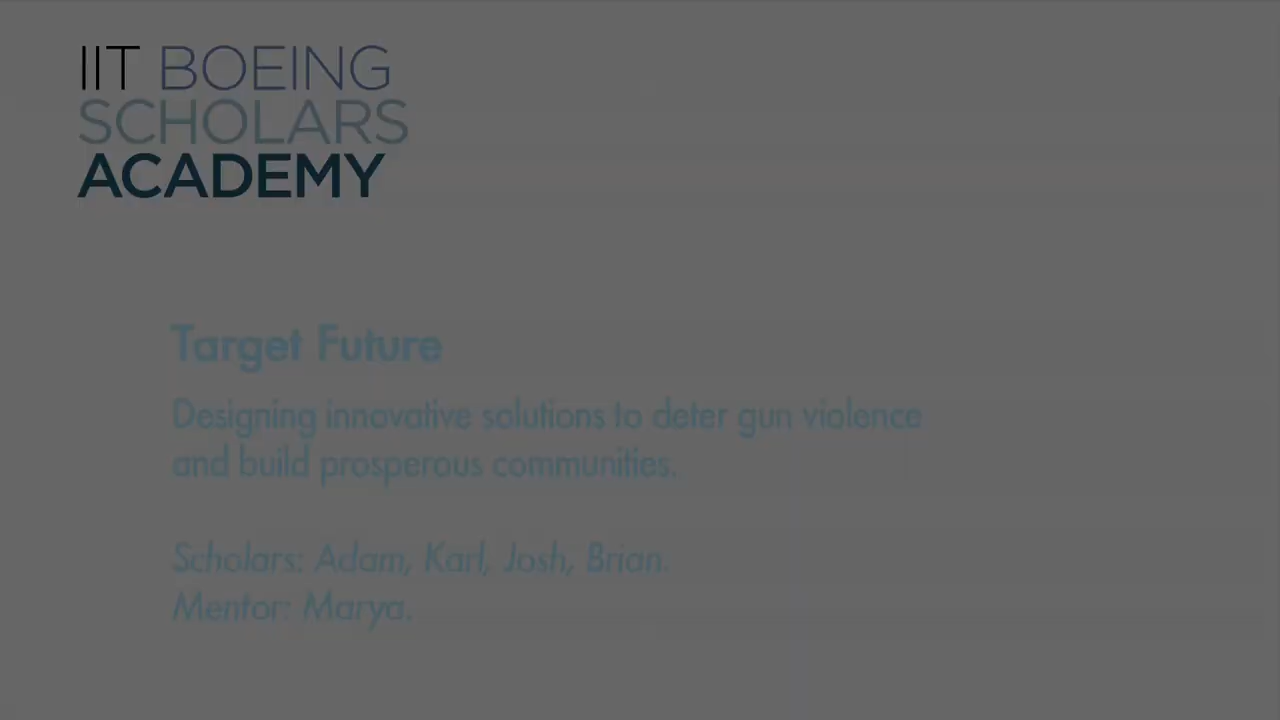 IIT BOEING
SCHOLARS
ACADEMY
Target Future
Designing innovative solutions to deter gun violence
and build prosperous communities.
Scholars: Adam, Karl, Josh, Brian.
Mentor: Marya.